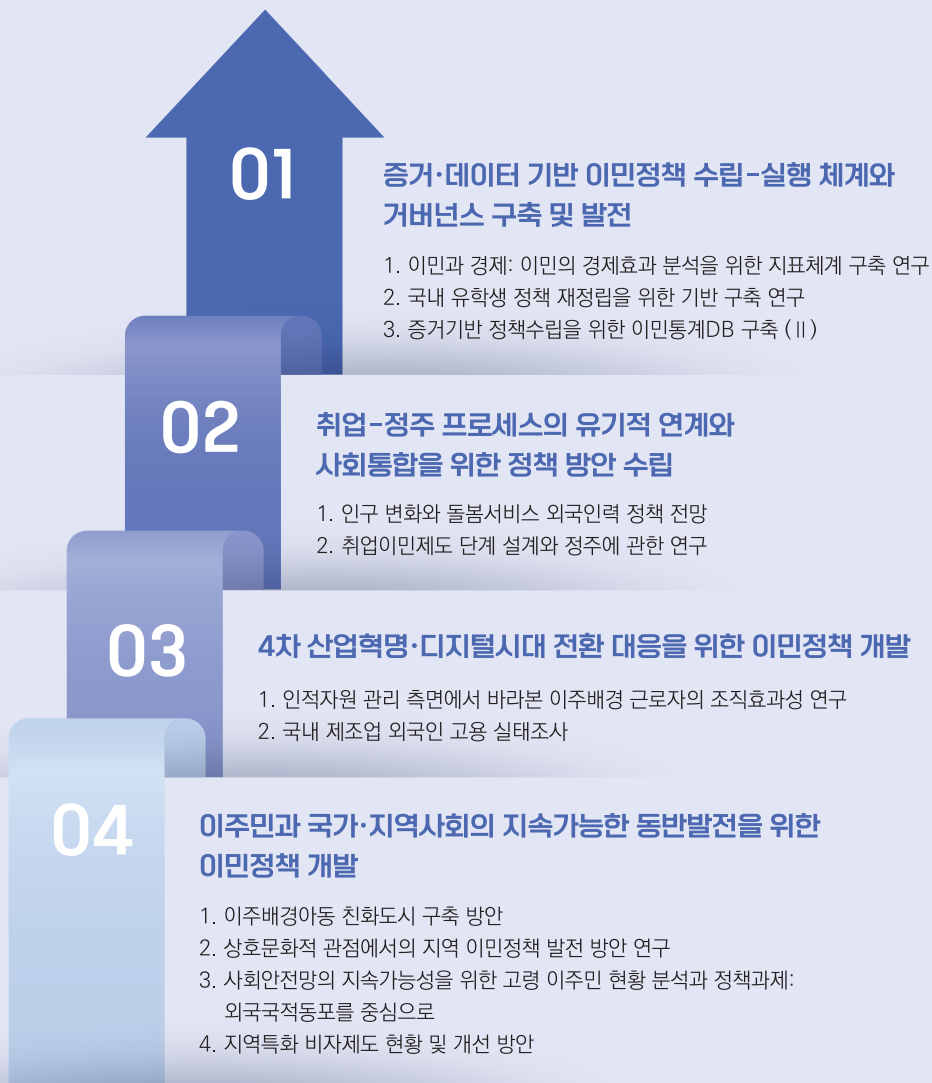 01
증거·데이터 기반 이민정책 수립-실행 체계와
거버넌스 구축 및 발전
1. 이민과 경제: 이민의 경제효과 분석을 위한 지표체계 구축 연구
2. 국내 유학생 정책 재정립을 위한 기반 구축 연구
3. 증거기반 정책수립을 위한 이민통계DB 구축 (Ⅱ)
02
취업-정주 프로세스의 유기적 연계와
사회통합을 위한 정책 방안 수립
1. 인구 변화와 돌봄서비스 외국인력 정책 전망
2. 취업이민제도 단계 설계와 정주에 관한 연구
03
4차 산업혁명·디지털시대 전환 대응을 위한 이민정책 개발
1. 인적자원 관리 측면에서 바라본 이주배경 근로자의 조직효과성 연구
2. 국내 제조업 외국인 고용 실태조사
04
이주민과 국가·지역사회의 지속가능한 동반발전을 위한
이민정책 개발
1. 이주배경아동 친화도시 구축 방안
2. 상호문화적 관점에서의 지역 이민정책 발전 방안 연구
3. 사회안전망의 지속가능성을 위한 고령 이주민 현황 분석과 정책과제:
외국국적동포를 중심으로
4. 지역특화 비자제도 현황 및 개선 방안